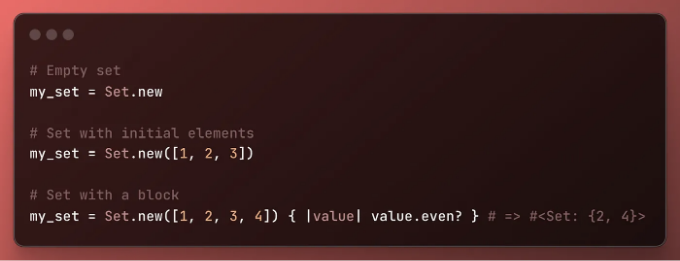 # Empty set
my_set = Set.new
# Set with initial elements
my_set = Set.new([1, 2, 3])
# Set with a block
my_set = Set.new([1, 2, 3, 4]) { |value| value.even? } # => #<Set: {2, 4}>